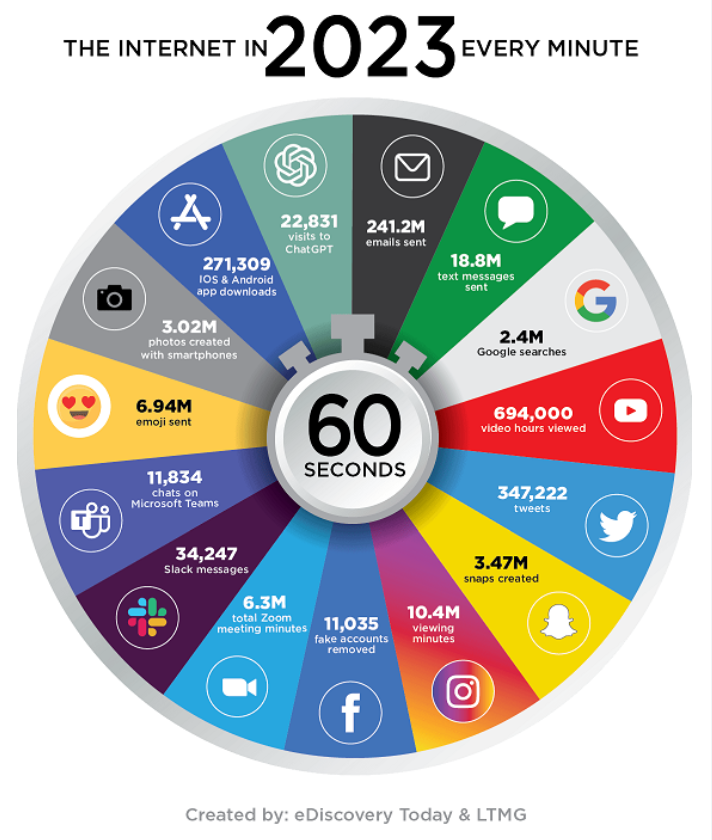 THE INTERNET IN 2023 EVERY MINUTE
241.2M
emails sent
18.8M
text messages
sent
2.4M
Google searches
694,000
video hours viewed
347,222
tweets
3.47M
snaps created
10.4M
viewing
minutes
11,035
fake accounts
removed
6.3M
total Zoom
meeting minutes
34,247
Slack messages
11,834
chats on
Microsoft Teams
6.94M
emoji sent
3.02M
photos created
with smartphones
271,309
IOS & Android
app downloads
22,831
visits to
ChatGPT
60
SECONDS
Created by: eDiscovery Today & LTMG